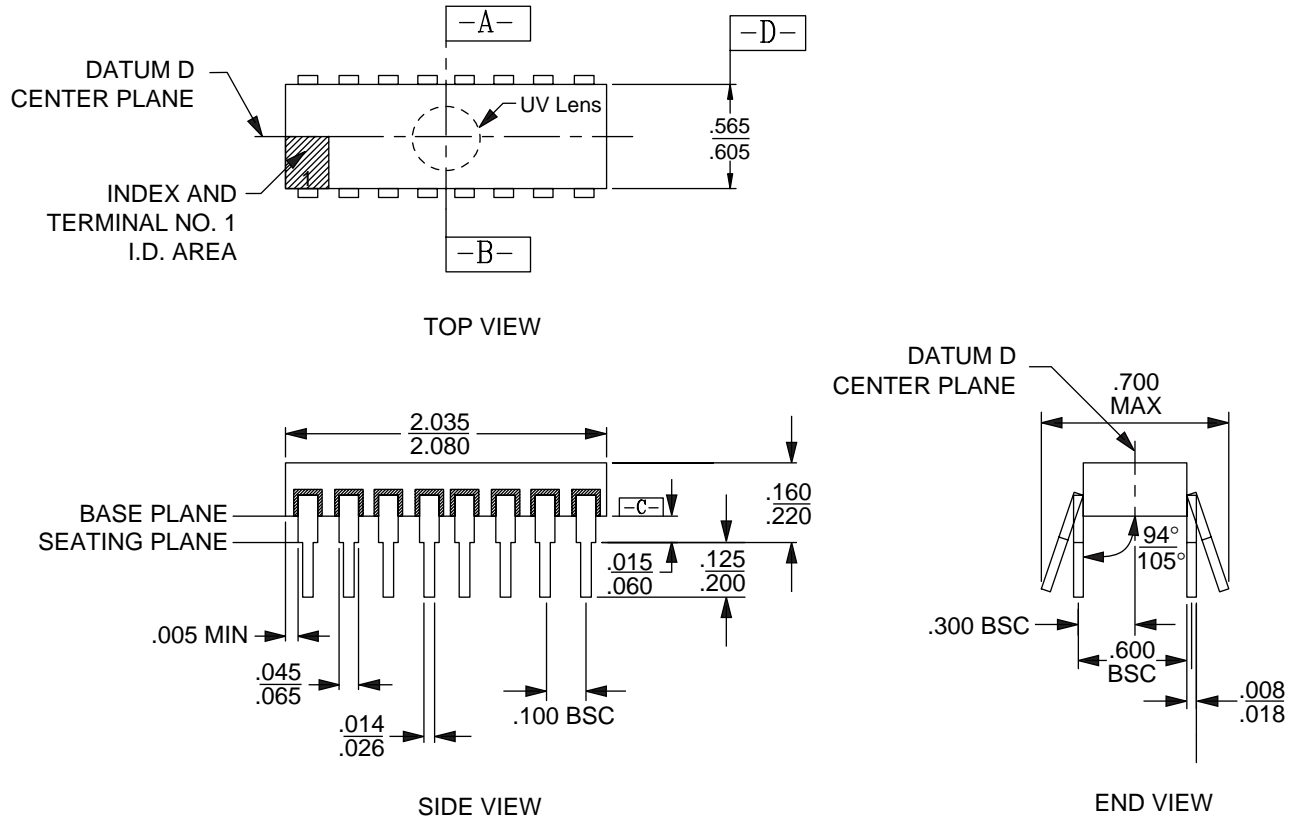 -A-
-D-
DATUM D
CENTER PLANE
UV Lens
.565
.605
1
INDEX AND
TERMINAL NO. 1
I.D. AREA
-B-
TOP VIEW
DATUM D
CENTER PLANE
.700
MAX
2.035
2.080
BASE PLANE
SEATING PLANE
-C-
.160
.220
.015
.060
.125
.200
94°
105°
.005 MIN
.045
.065
.014
.026
.100 BSC
.300 BSC
.600
BSC
.008
.018
SIDE VIEW
END VIEW